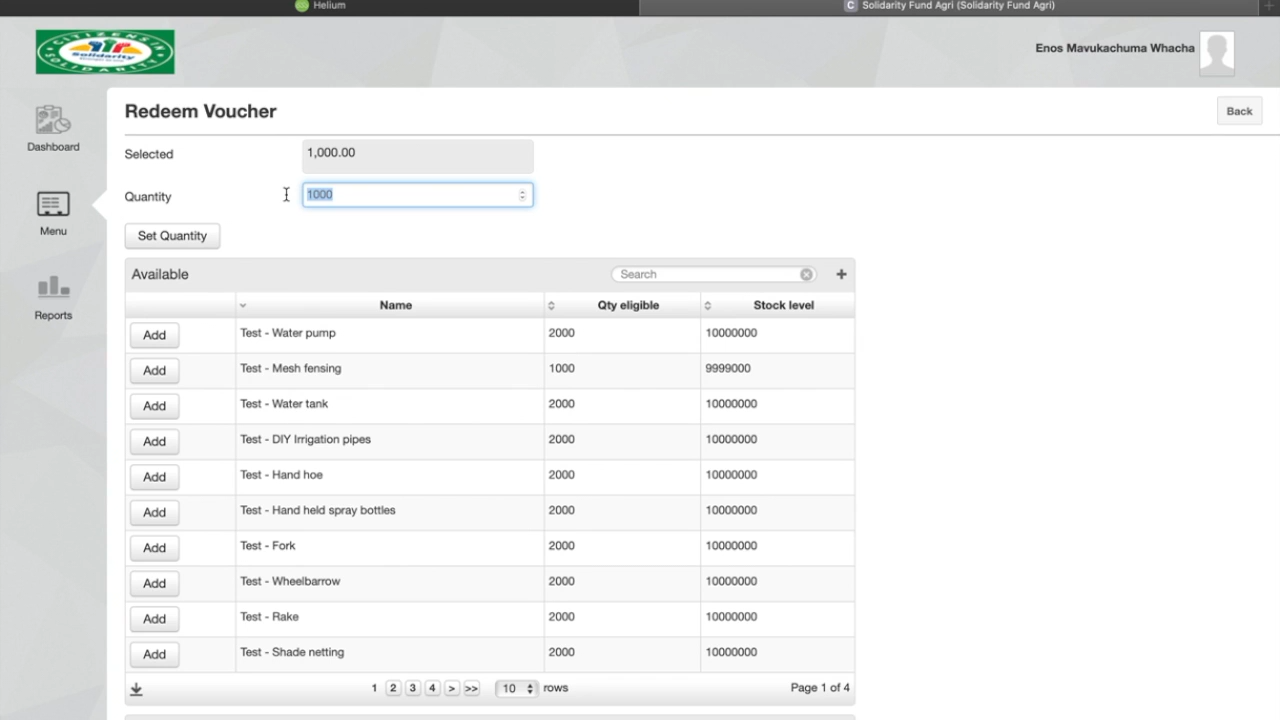 Helium
C Solidarity Fund Agri (Solidarity Fund Agri)
CITIZENS IN
Solidarity
SOLIDARITY
Enos Mavukachuma Whacha
Redeem Voucher
Back
Dashboard
Menu
Reports
Selected 1,000.00
Quantity 1000
Set Quantity
Available Search +
Name Qty eligible Stock level
Add Test - Water pump 2000 10000000
Add Test - Mesh fensing 1000 9999000
Add Test - Water tank 2000 10000000
Add Test - DIY Irrigation pipes 2000 10000000
Add Test - Hand hoe 2000 10000000
Add Test - Hand held spray bottles 2000 10000000
Add Test - Fork 2000 10000000
Add Test - Wheelbarrow 2000 10000000
Add Test - Rake 2000 10000000
Add Test - Shade netting 2000 10000000
1 2 3 4 > >> 10 rows Page 1 of 4